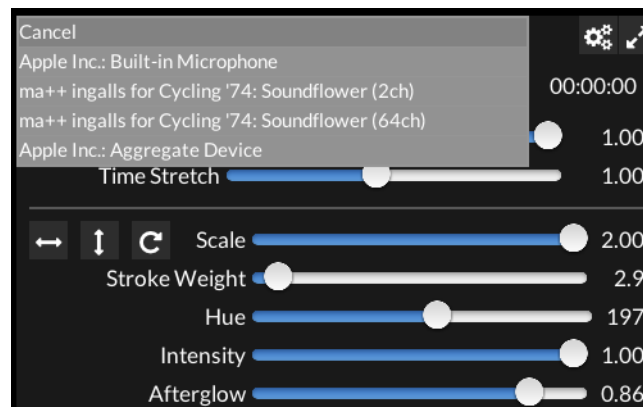 Cancel
Apple Inc.: Built-in Microphone
ma++ ingalls for Cycling '74: Soundflower (2ch)
00:00:00
ma++ ingalls for Cycling '74: Soundflower (64ch)
1.00
Apple Inc.: Aggregate Device
Time Stretch 1.00
Scale 2.00
Stroke Weight 2.9
Hue 197
Intensity 1.00
Afterglow 0.86